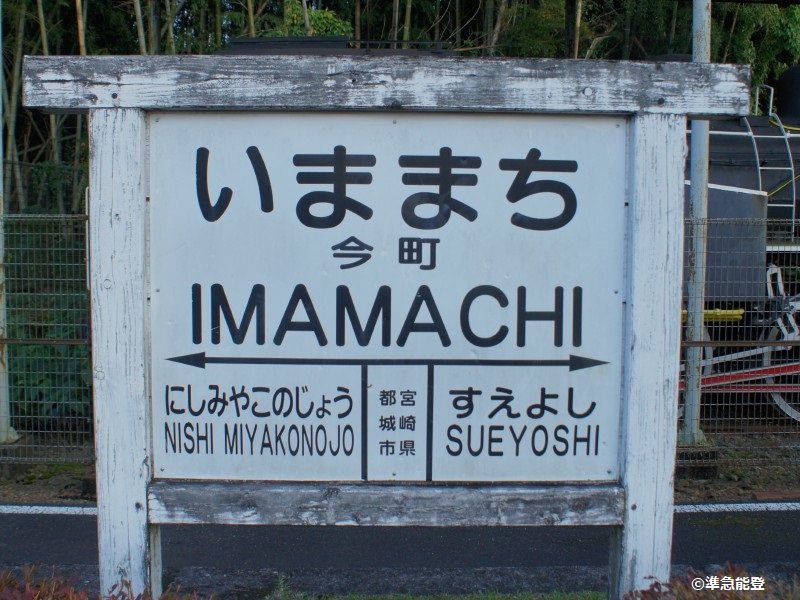 いままち
今町
IMAMACHI
にしみやこのじょう
NISHI MIYAKONOJO
宮崎県
都城市
すえよし
SUEYOSHI
©準急能登